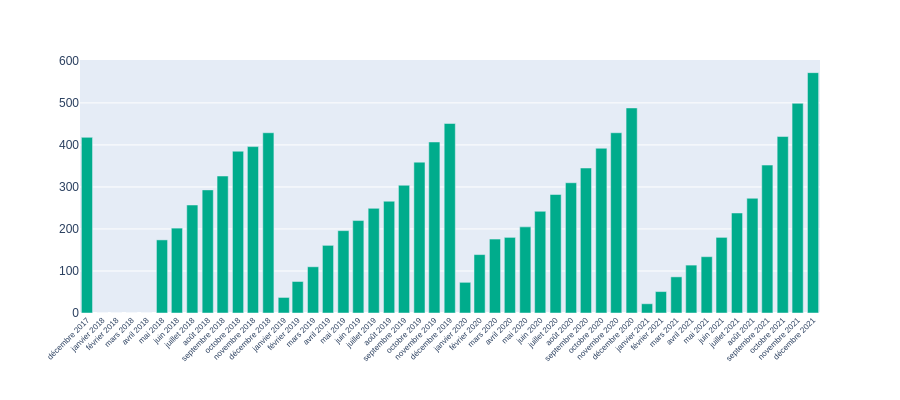 600
500
400
300
200
100
0
décembre 2017
janvier 2018
février 2018
mars 2018
avril 2018
mai 2018
juin 2018
juillet 2018
août 2018
septembre 2018
octobre 2018
novembre 2018
décembre 2018
janvier 2019
février 2019
mars 2019
avril 2019
mai 2019
juin 2019
juillet 2019
août 2019
septembre 2019
octobre 2019
novembre 2019
décembre 2019
janvier 2020
février 2020
mars 2020
avril 2020
mai 2020
juin 2020
juillet 2020
août 2020
septembre 2020
octobre 2020
novembre 2020
décembre 2020
janvier 2021
février 2021
mars 2021
avril 2021
mai 2021
juin 2021
juillet 2021
août 2021
septembre 2021
octobre 2021
novembre 2021
décembre 2021